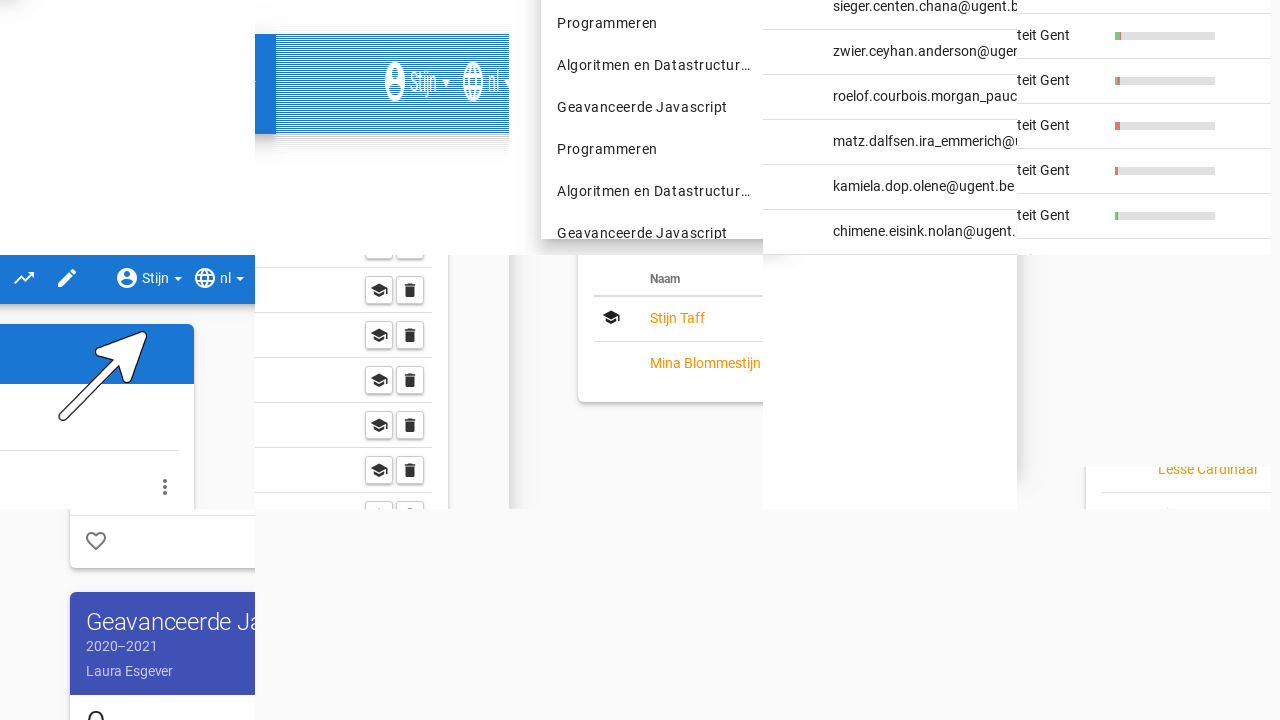 Stijn nl
Programmeren
Algoritmen en Datastructur…
Geavanceerde Javascript
Programmeren
Algoritmen en Datastructur…
Geavanceerde Javascript
sieger.centen.chana@ugent.b
zwier.ceyhan.anderson@uger
roelof.courbois.morgan_pauc
matz.dalfsen.ira_emmerich@
kamiela.dop.olene@ugent.be
chimene.eisink.nolan@ugent.
teit Gent
teit Gent
teit Gent
teit Gent
teit Gent
Stijn nl
Naam
Stijn Taff
Mina Blommestijn
Lesse Cardinaal
Geavanceerde Ja
2020–2021
Laura Esgever